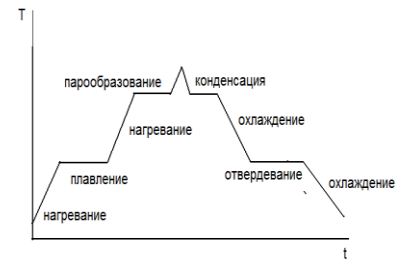 T
парообразование
конденсация
нагревание
охлаждение
плавление
отвердевание
охлаждение
нагревание
t